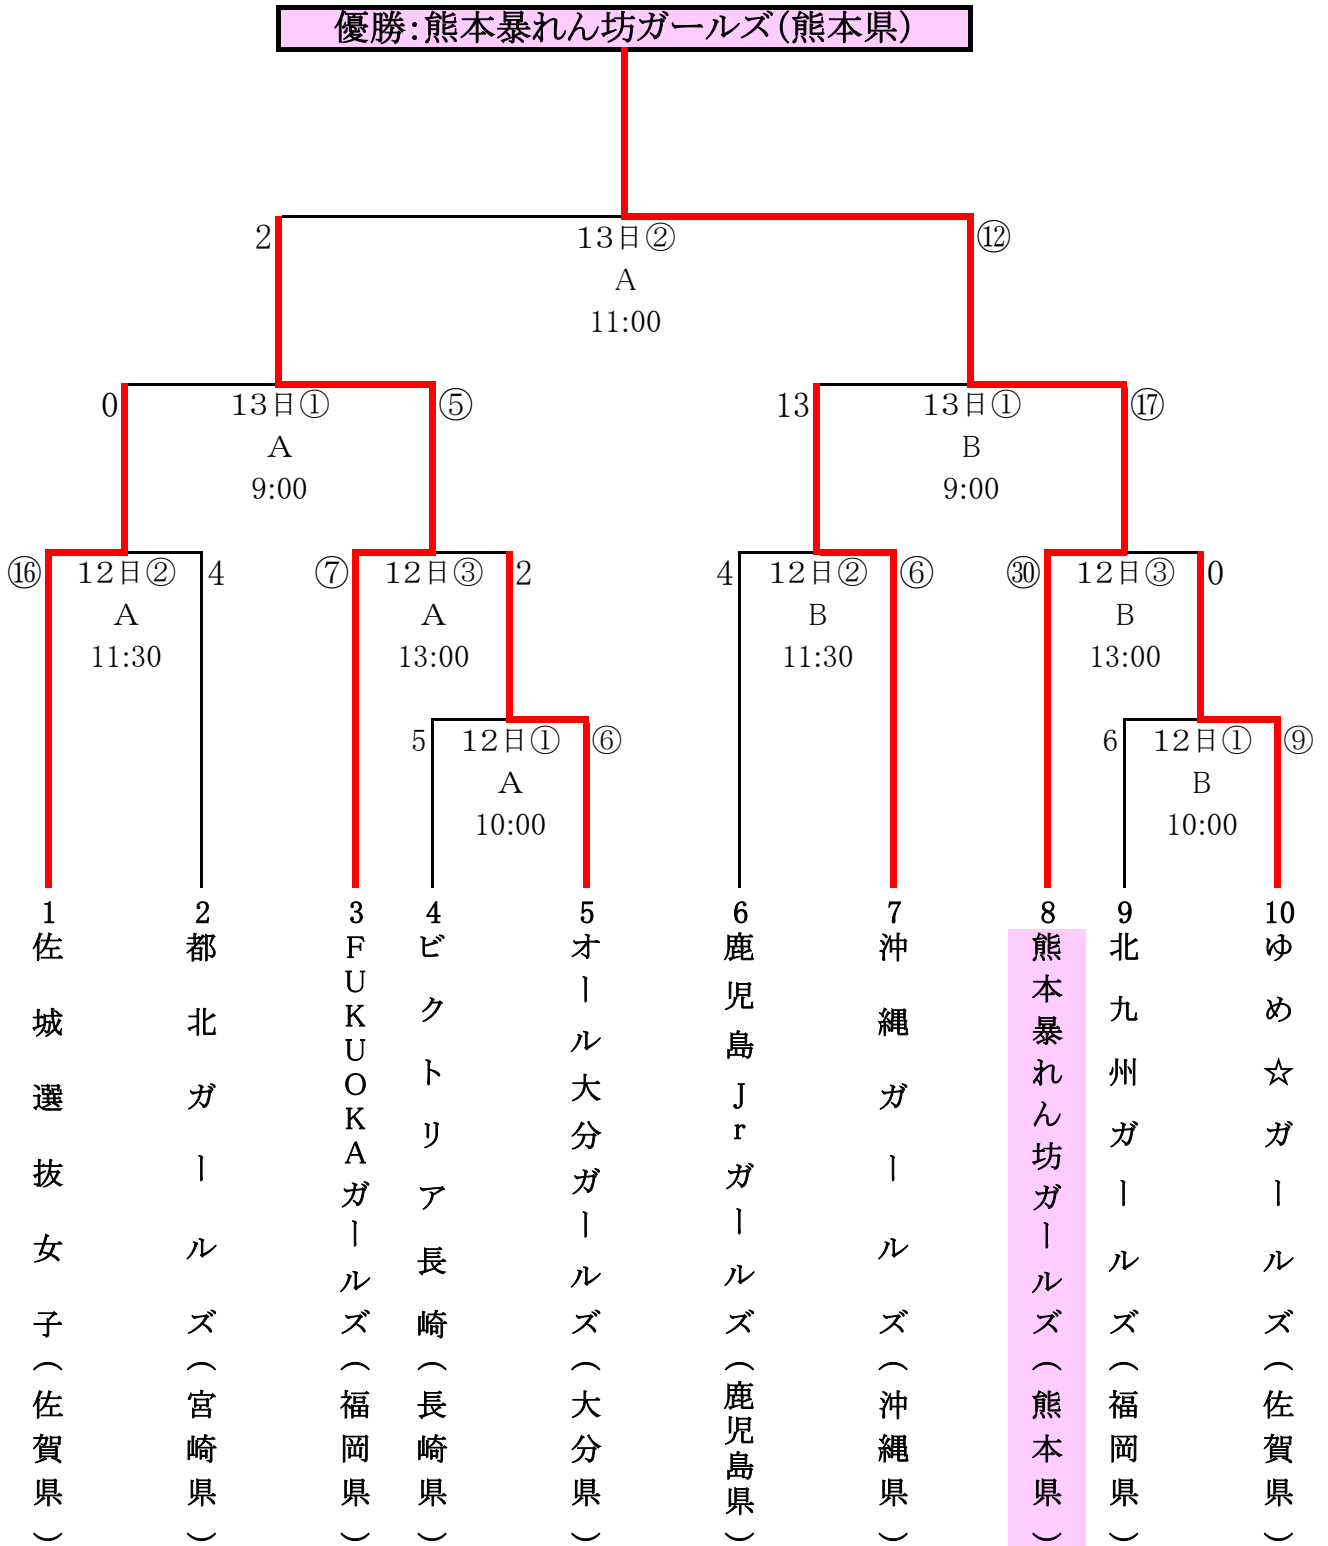 優勝：熊本暴れん坊ガールズ（熊本県）
2 13日② ⑫
A
11:00
0 13日① ⑤ 13 13日① ⑰
A B
9:00 9:00
⑯ 12日② 4 ⑦ 12日③ 2 4 12日② ⑥ ㉚ 12日③ 0
A A B B
11:30 13:00 11:30 13:00
5 12日① ⑥ 6 12日① ⑨
A B
10:00 10:00
1 2 3 4 5 6 7 8 9 10
佐城選抜女子（佐賀県）
都北ガールズ（宮崎県）
FUKUOKAガールズ（福岡県）
ビクトリア長崎（長崎県）
オール大分ガールズ（大分県）
鹿児島Jrガールズ（鹿児島県）
沖縄ガールズ（沖縄県）
熊本暴れん坊ガールズ（熊本県）
北九州ガールズ（福岡県）
ゆめ☆ガールズ（佐賀県）